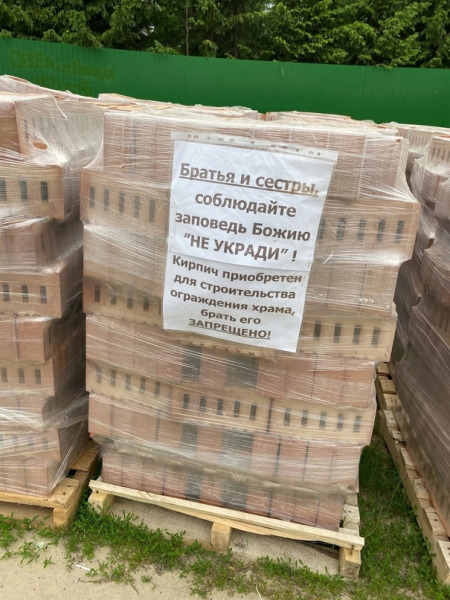 Братья и сестры,
соблюдайте
заповедь Божию
"НЕ УКРАДИ" !
Кирпич приобретен
для строительства
ограждения храма,
брать его
ЗАПРЕЩЕНО!